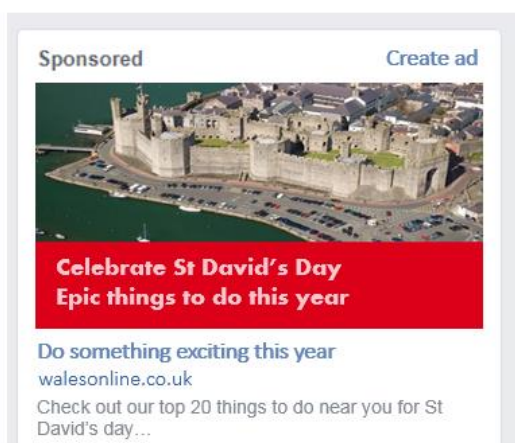 Sponsored
Create ad
Celebrate St David's Day
Epic things to do this year
Do something exciting this year
walesonline.co.uk
Check out our top 20 things to do near you for St
David's day…